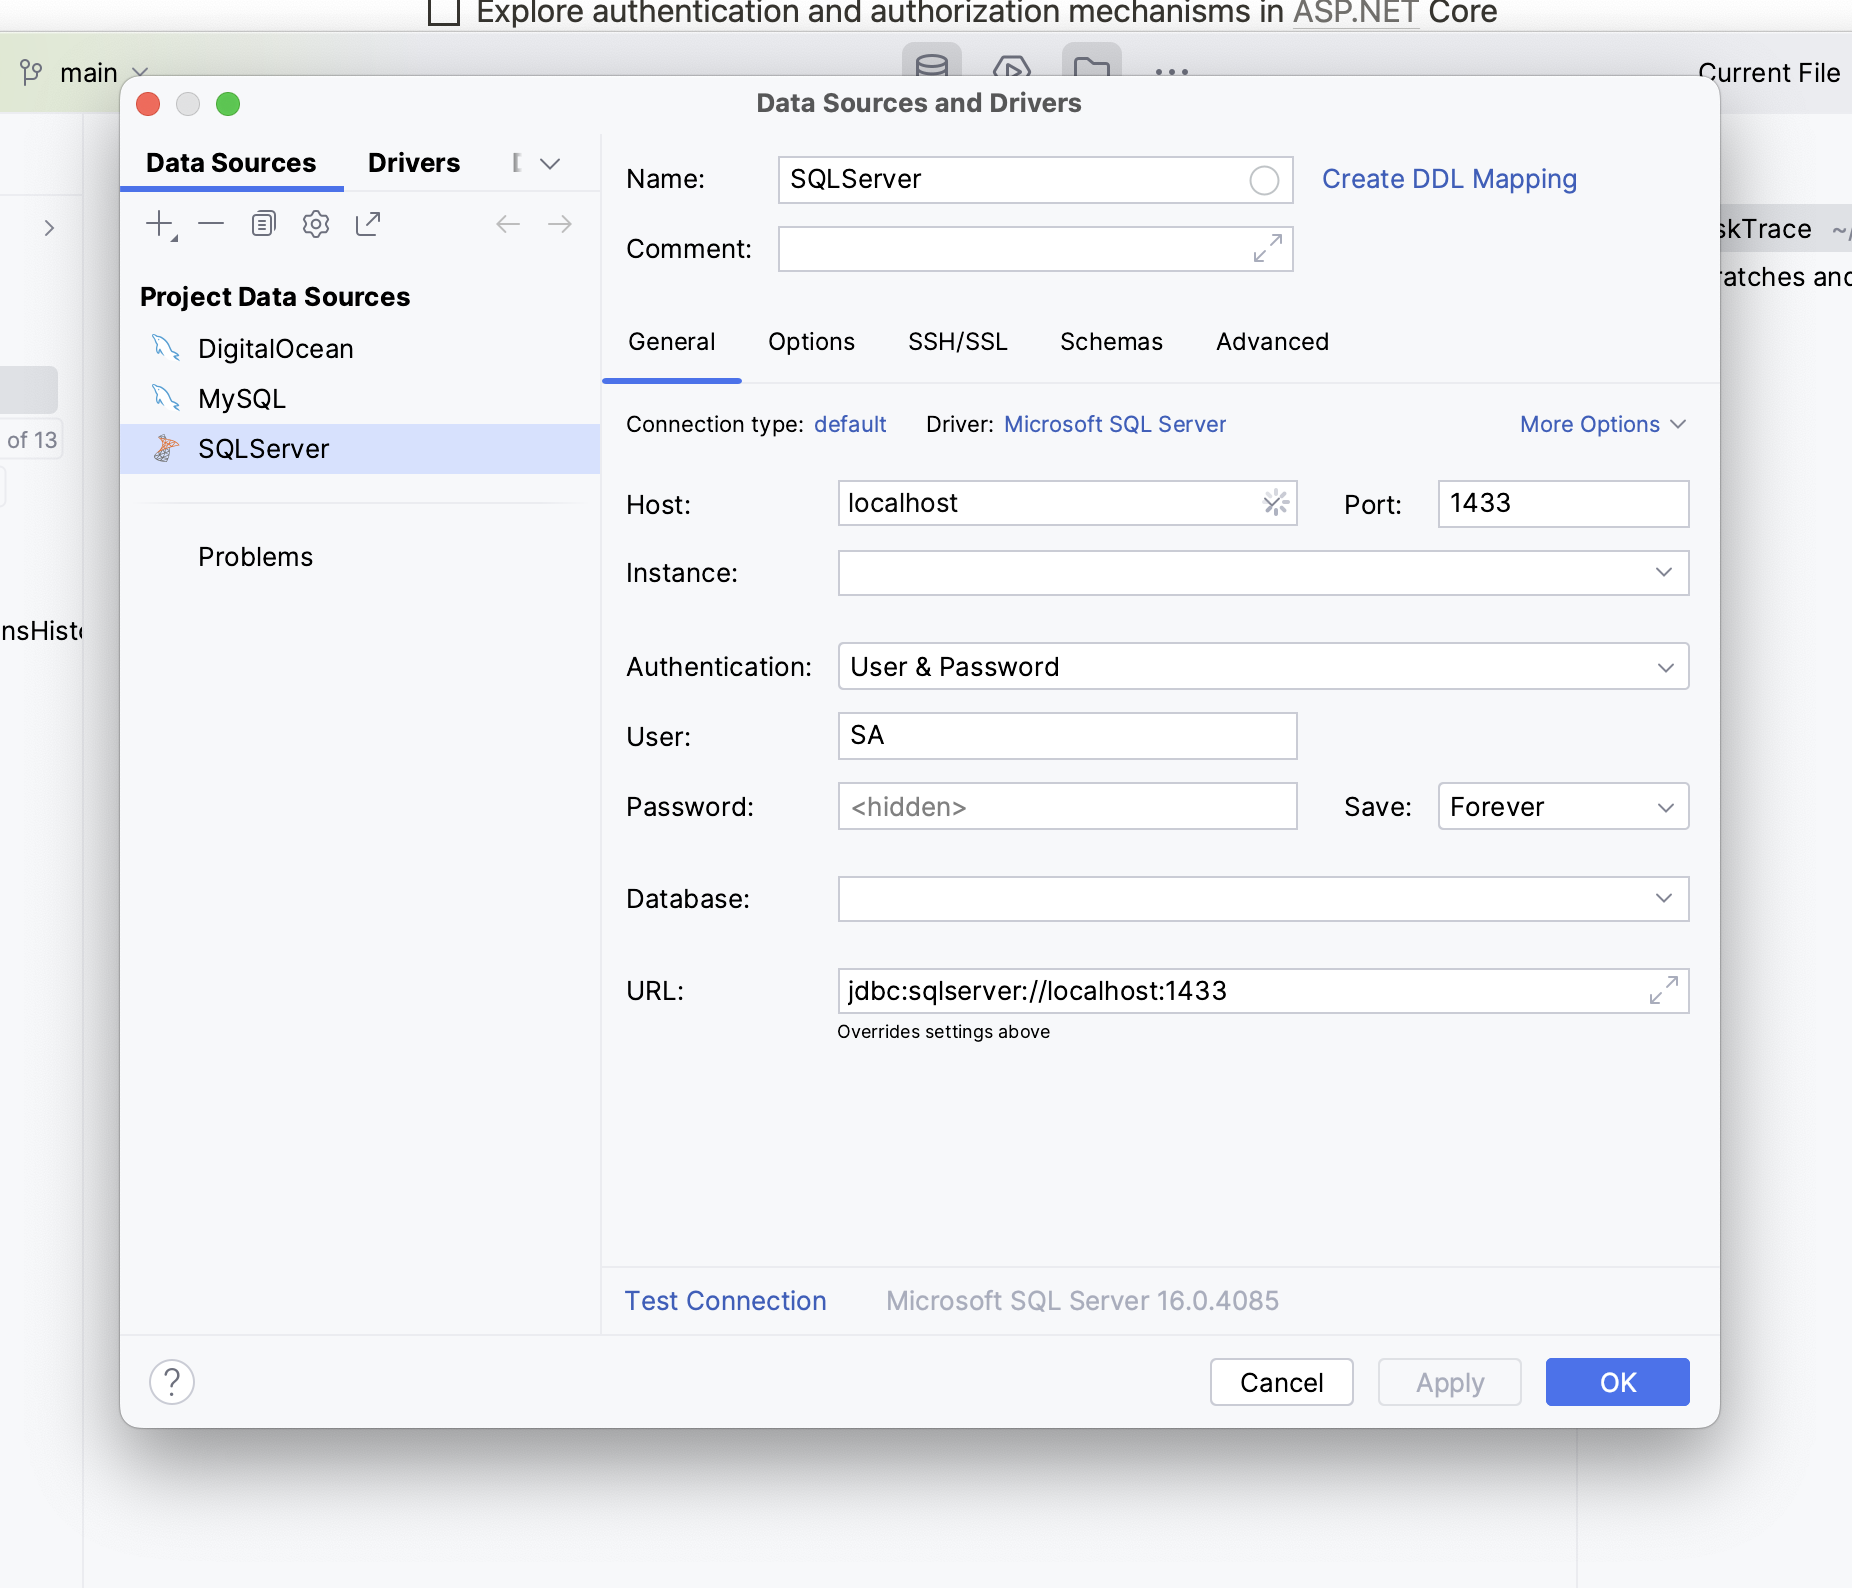 Explore authentication and authorization mechanisms in ASP.NET Core
main
Current File
Data Sources and Drivers
Data Sources
Drivers
Name:
SQLServer
Create DDL Mapping
Comment:
skTrace ~/
ratches and
Project Data Sources
DigitalOcean
MySQL
SQLServer
of 13
Problems
nsHisto
General
Options
SSH/SSL
Schemas
Advanced
Connection type: default
Driver: Microsoft SQL Server
More Options
Host:
localhost
Port:
1433
Instance:
Authentication:
User & Password
User:
SA
Password:
<hidden>
Save:
Forever
Database:
URL:
jdbc:sqlserver://localhost:1433
Overrides settings above
Test Connection
Microsoft SQL Server 16.0.4085
?
Cancel
Apply
OK